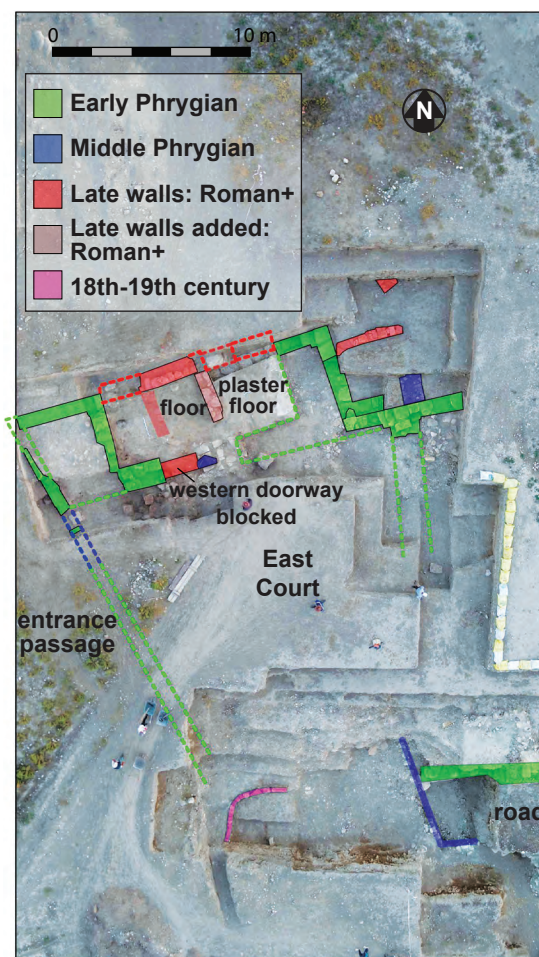 0 10 m
Early Phrygian
Middle Phrygian
Late walls: Roman+
Late walls added:
Roman+
18th-19th century
N
floor
plaster
floor
western doorway
blocked
East
Court
entrance
passage
road